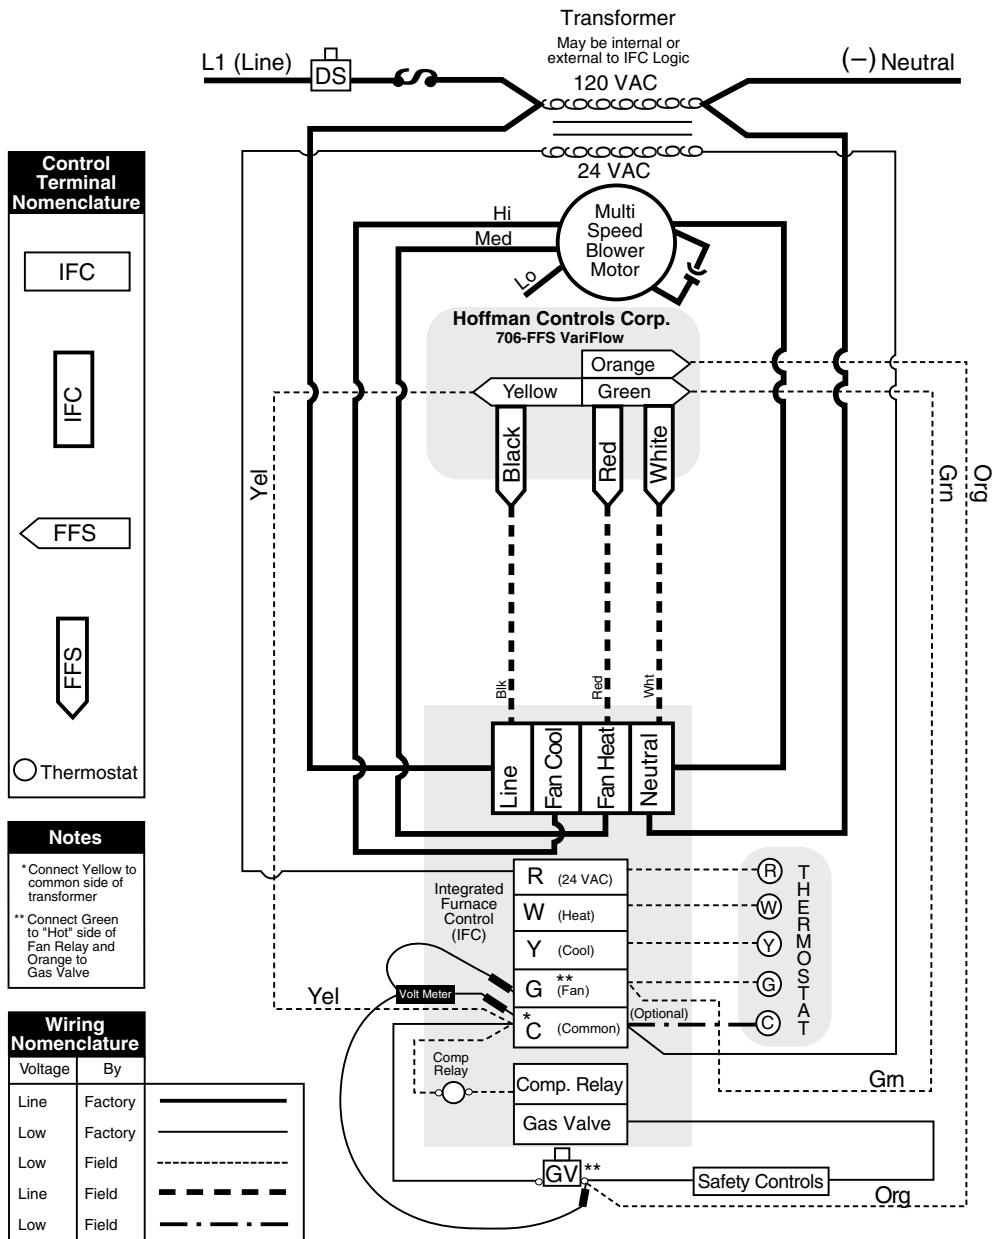 Transformer
May be internal or
external to IFC Logic
L1 (Line)
DS
120 VAC
(–) Neutral
24 VAC
Control
Terminal
Nomenclature
IFC
IFC
FFS
FFS
Thermostat
Hi
Med
Lo
Multi
Speed
Blower
Motor
Hoffman Controls Corp.
706-FFS VariFlow
Orange
Yellow
Green
Black
Red
White
Yel
Grn
Org
Blk
Red
Wht
Line
Fan Cool
Fan Heat
Neutral
Notes
* Connect Yellow to
common side of
transformer
** Connect Green
to "Hot" side of
Fan Relay and
Orange to
Gas Valve
Integrated
Furnace
Control
(IFC)
R (24 VAC)
W (Heat)
Y (Cool)
G ** (Fan)
* C (Common)
(Optional)
R
W
Y
G
C
THERMOSTAT
Volt Meter
Yel
Comp
Relay
Comp. Relay
Gas Valve
Grn
GV **
Safety Controls
Org
Wiring
Nomenclature
Voltage By
Line Factory
Low Factory
Low Field
Line Field
Low Field